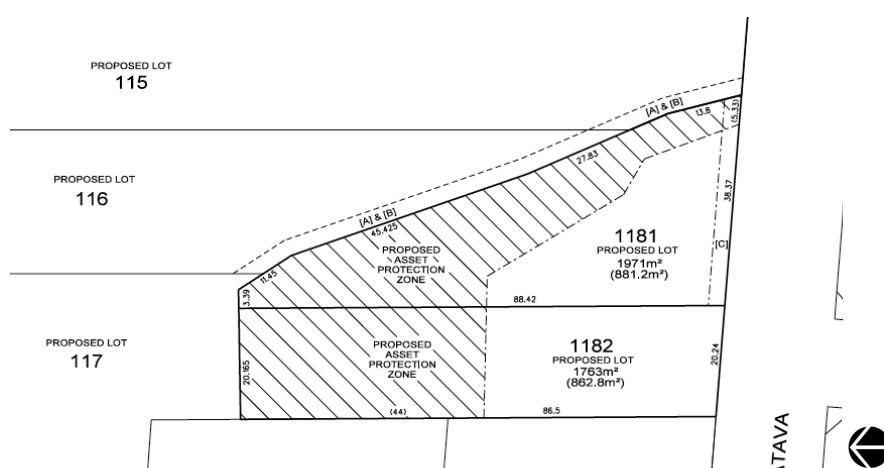 PROPOSED LOT
115
[A] & [B]
13.8
(5.33)
27.83
PROPOSED LOT
116
[A] & [B]
45.425
38.37
1181
PROPOSED LOT
1971m²
(881.2m²)
[C]
PROPOSED
ASSET
PROTECTION
ZONE
11.45
3.39
88.42
PROPOSED LOT
117
PROPOSED
ASSET
PROTECTION
ZONE
1182
PROPOSED LOT
1763m²
(862.8m²)
20.24
20.165
(44)
86.5
TAVA